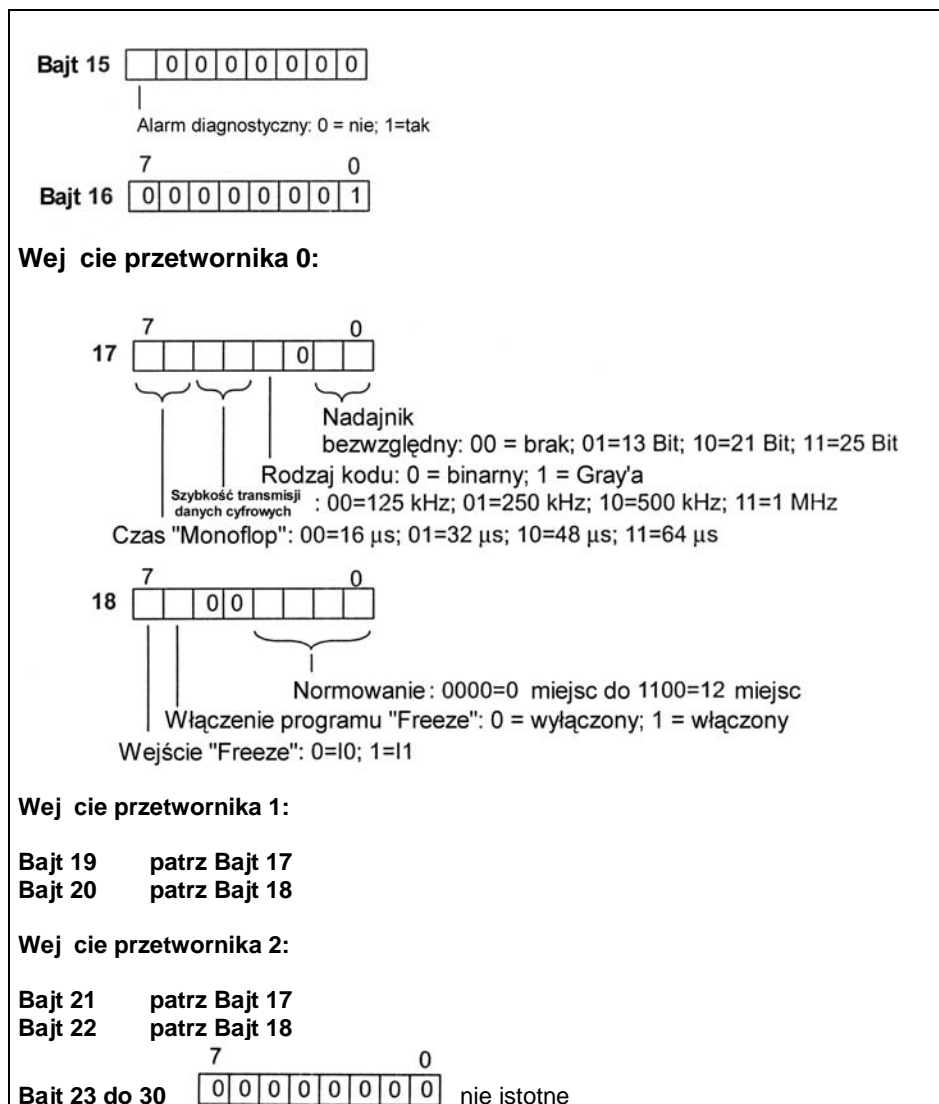 Bajt 15 0 0 0 0 0 0 0
Alarm diagnostyczny: 0 = nie; 1=tak
7 0
Bajt 16 0 0 0 0 0 0 0 1
Wej cie przetwornika 0:
7 0
17 0
Nadajnik
bezwzględny: 00 = brak; 01=13 Bit; 10=21 Bit; 11=25 Bit
Rodzaj kodu: 0 = binarny; 1 = Gray'a
Szybkość transmisji
danych cyfrowych : 00=125 kHz; 01=250 kHz; 10=500 kHz; 11=1 MHz
Czas "Monoflop": 00=16 µs; 01=32 µs; 10=48 µs; 11=64 µs
7 0
18 0 0
Normowanie : 0000=0 miejsc do 1100=12 miejsc
Włączenie programu "Freeze": 0 = wyłączony; 1 = włączony
Wejście "Freeze": 0=I0; 1=I1
Wej cie przetwornika 1:
Bajt 19 patrz Bajt 17
Bajt 20 patrz Bajt 18
Wej cie przetwornika 2:
Bajt 21 patrz Bajt 17
Bajt 22 patrz Bajt 18
7 0
Bajt 23 do 30 0 0 0 0 0 0 0 0 nie istotne